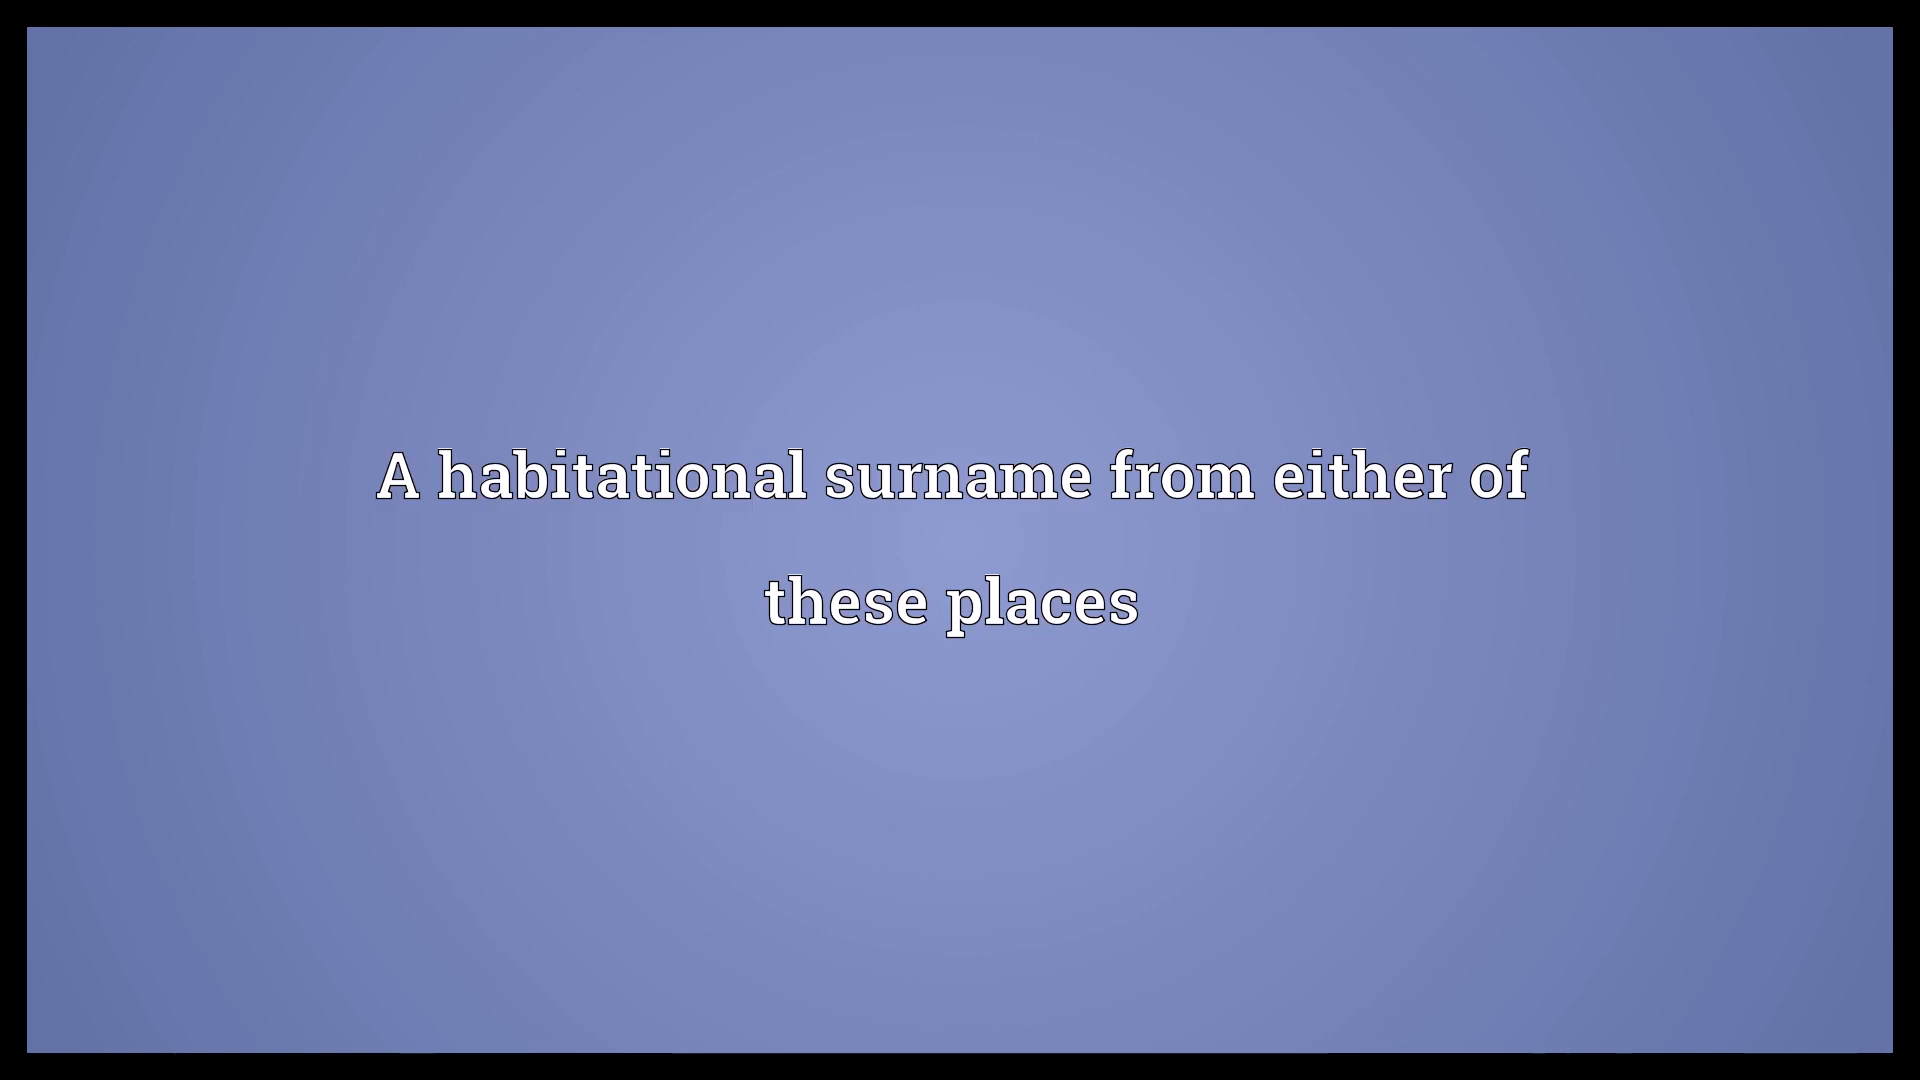 A habitational surname from either of
these places